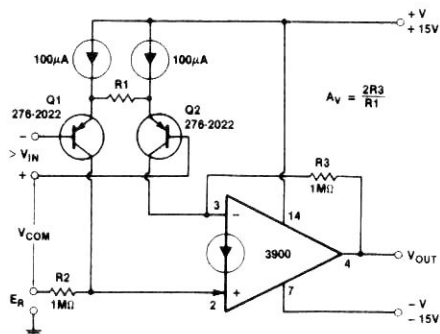 +V
+ 15V
100µA
100µA
R1
Q1
276-2022
Q2
276-2022
A_V = 2R3
R1
−
> V_IN
+
R3
1MΩ
3
−
14
V_COM
3900
4
V_OUT
R2
1MΩ
E_R
2
+
7
−V
− 15V